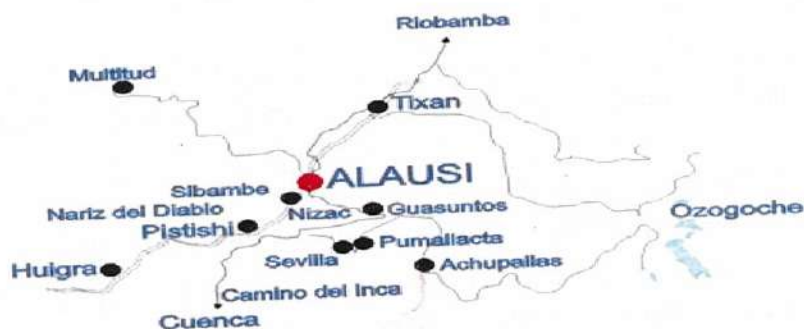 Riobamba
Multitud
Tixan
ALAUSI
Sibambe
Nariz del Diablo
Nizac
Guasuntos
Ozogoche
Pistishi
Pumallacta
Sevilla
Huigra
Achupallas
Camino del Inca
Cuenca